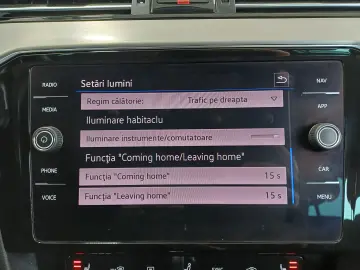 Setări lumini
RADIO
NAV
Regim călătorie: Trafic pe dreapta
MEDIA
APP
Iluminare habitaclu
Iluminare instrumente/comutatoare
Funcția "Coming home/Leaving home"
PHONE
Funcția "Coming home" 15 s
CAR
VOICE
Funcția "Leaving home" 15 s
MENU